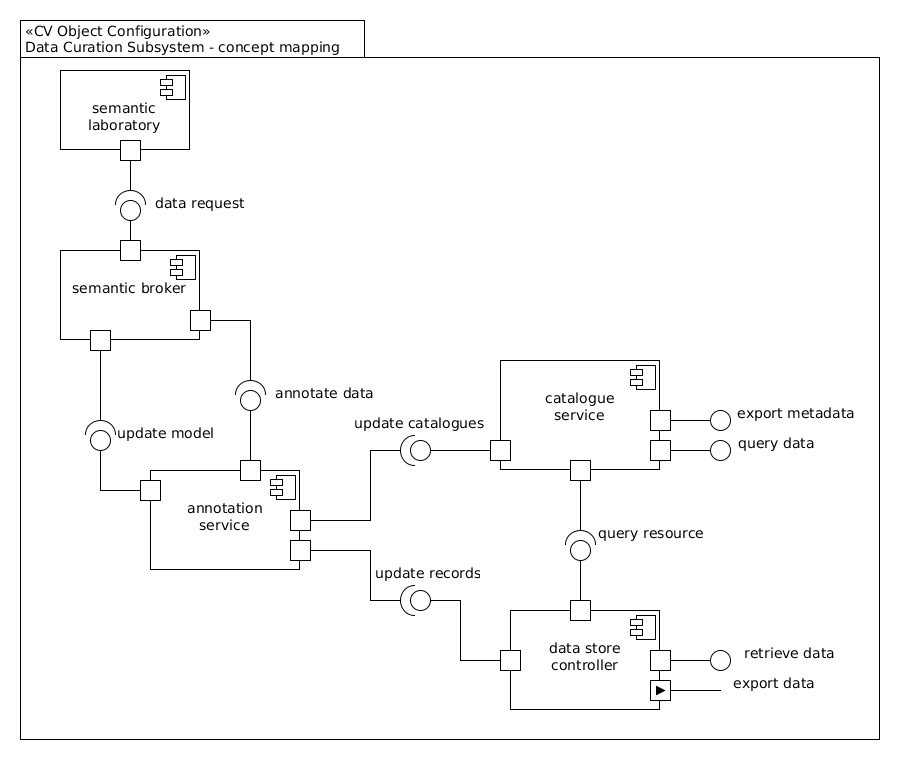 «CV Object Configuration»
Data Curation Subsystem - concept mapping
semantic
laboratory
data request
semantic broker
annotate data
update model
annotation
service
update catalogues
catalogue
service
export metadata
query data
query resource
update records
data store
controller
retrieve data
export data